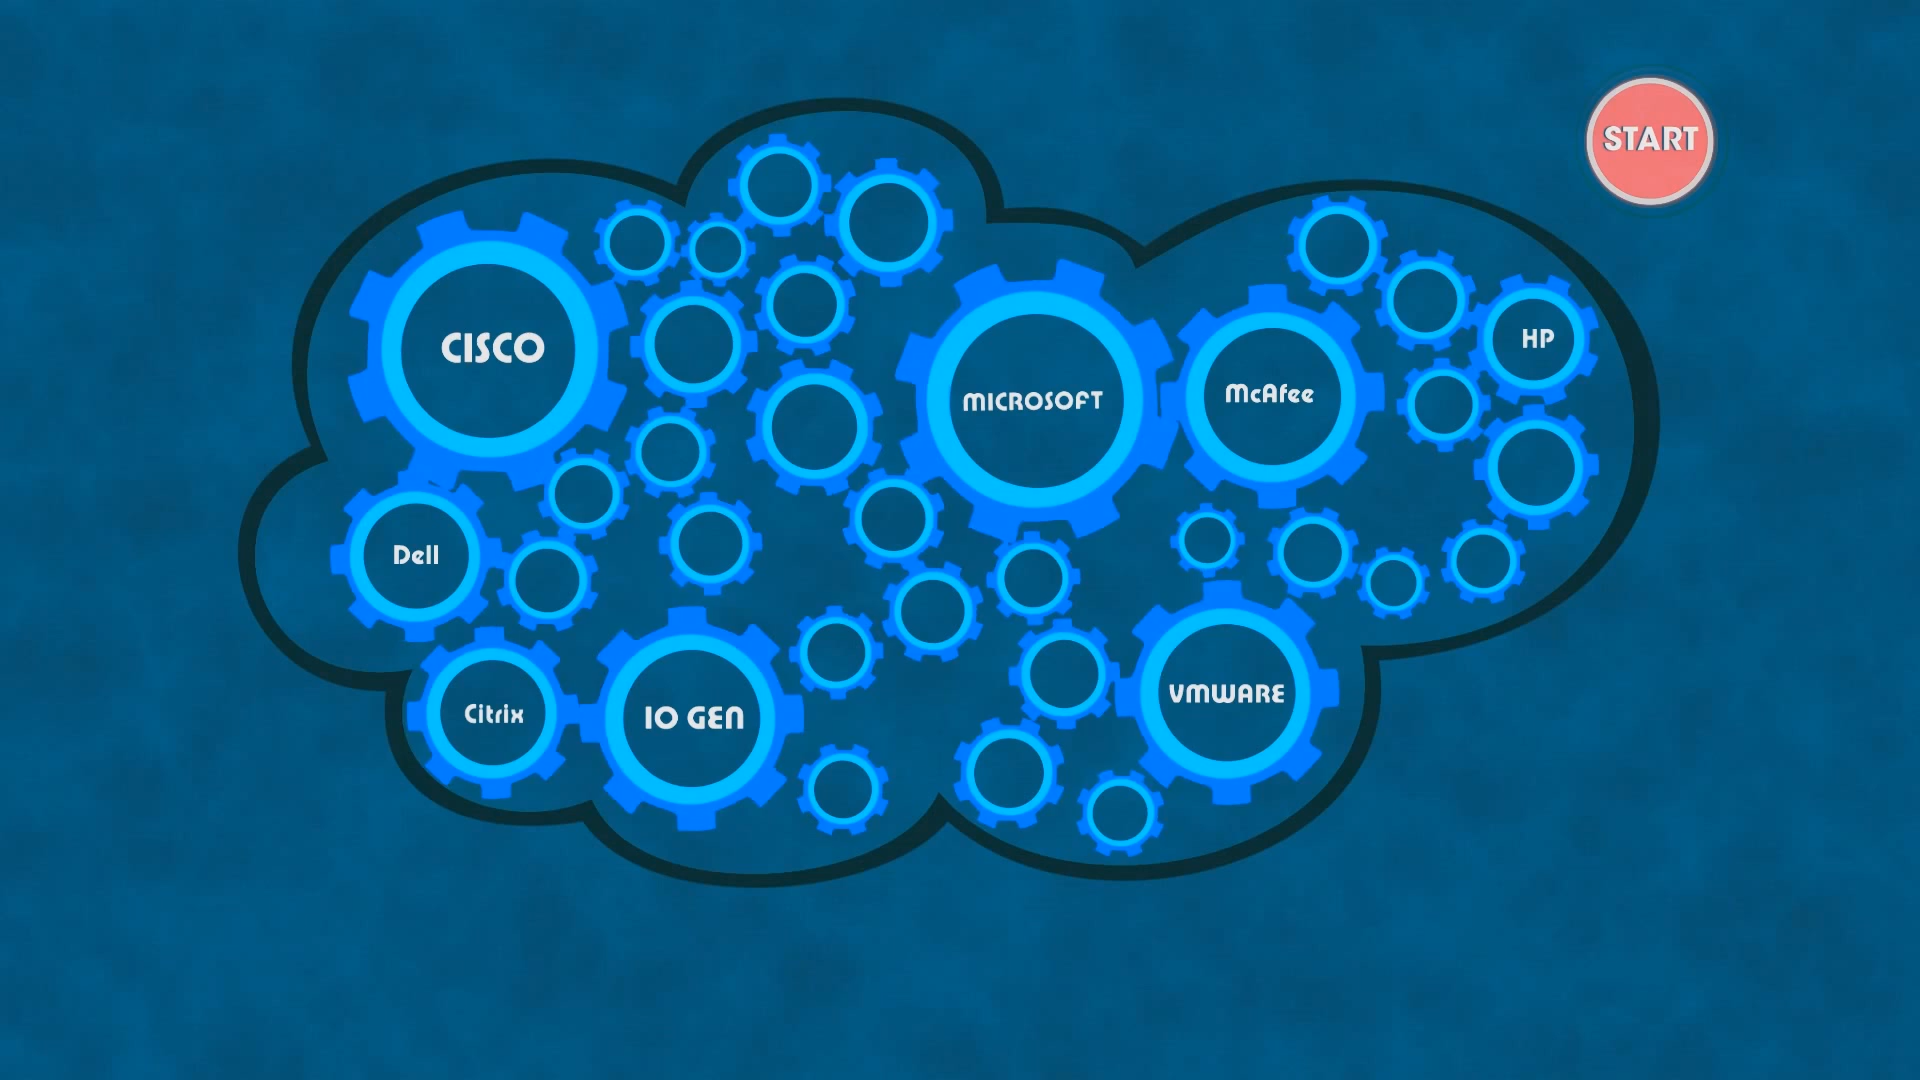 START
CISCO
HP
McAfee
MICROSOFT
Dell
VMWARE
Citrix
IO GEN